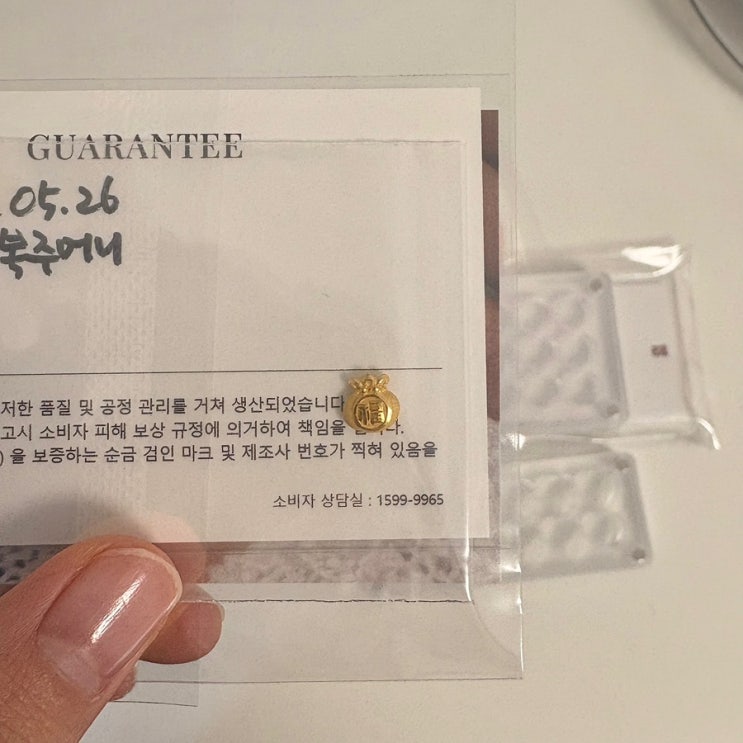 GUARANTEE
.05.26
복주머니
저한 품질 및 공정 관리를 거쳐 생산되었습니다
福
고시 소비자 피해 보상 규정에 의거하여 책임을
) 을 보증하는 순금 검인 마크 및 제조사 번호가 찍혀 있음을
소비자 상담실 : 1599-9965